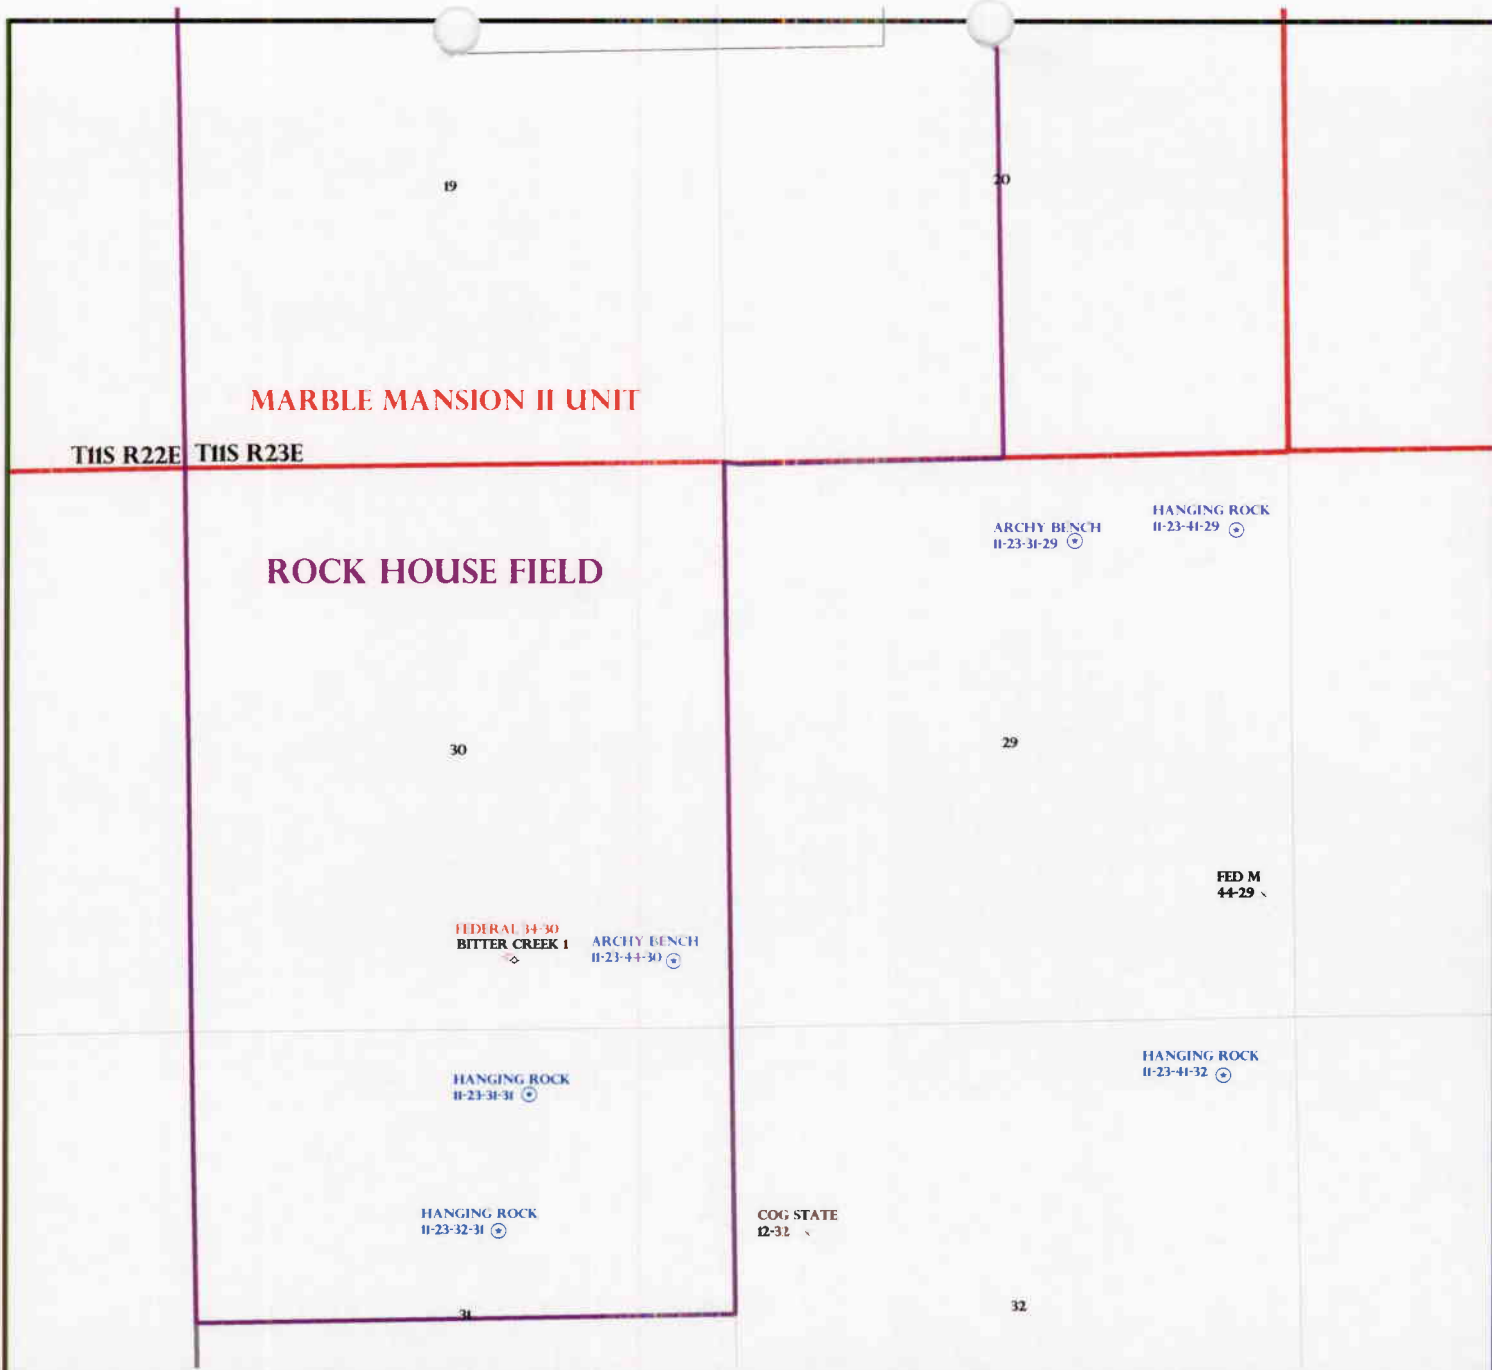 19
20
MARBLE MANSION II UNIT
T11S R22E T11S R23E
HANGING ROCK
11-23-41-29
ARCHY BENCH
11-23-31-29
ROCK HOUSE FIELD
30
29
FED M
44-29
FEDERAL 34-30
BITTER CREEK 1
ARCHY BENCH
11-23-44-30
HANGING ROCK
11-23-41-32
HANGING ROCK
11-23-31-31
HANGING ROCK
11-23-32-31
COG STATE
12-32
31
32